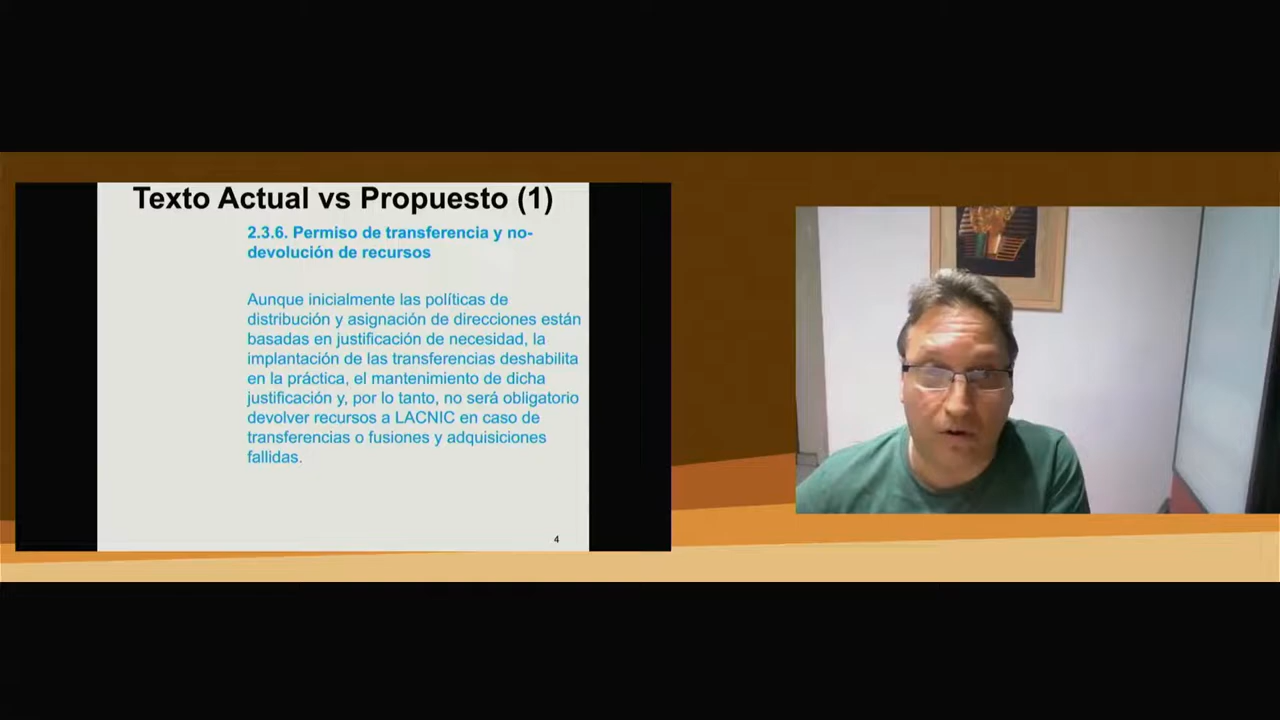 Texto Actual vs Propuesto (1)
2.3.6. Permiso de transferencia y no-
devolución de recursos
Aunque inicialmente las políticas de
distribución y asignación de direcciones están
basadas en justificación de necesidad, la
implantación de las transferencias deshabilita
en la práctica, el mantenimiento de dicha
justificación y, por lo tanto, no será obligatorio
devolver recursos a LACNIC en caso de
transferencias o fusiones y adquisiciones
fallidas.
4